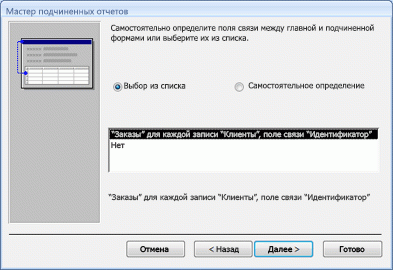 Мастер подчиненных отчетов
Самостоятельно определите поля связи между главной и подчиненной
формами или выберите их из списка.
Выбор из списка
Самостоятельное определение
"Заказы" для каждой записи "Клиенты", поле связи "Идентификатор"
Нет
"Заказы" для каждой записи "Клиенты", поле связи "Идентификатор"
Отмена
< Назад
Далее >
Готово